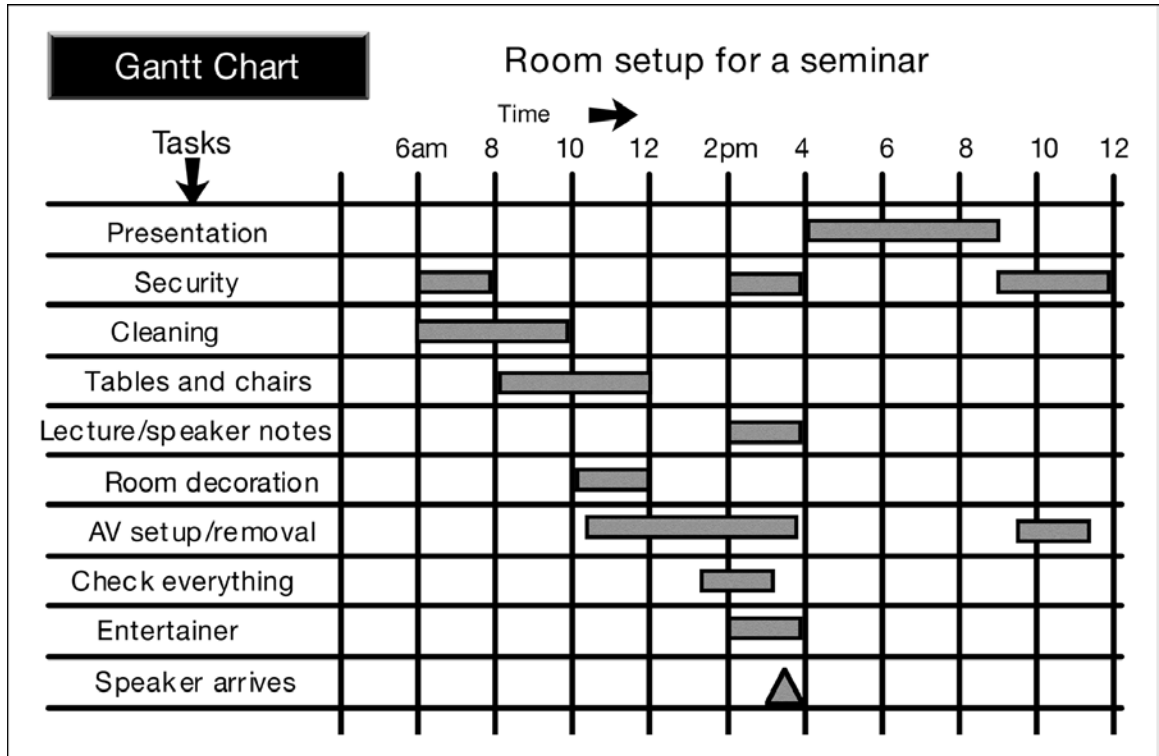 Gantt Chart
Room setup for a seminar
Time
Tasks
6am 8 10 12 2pm 4 6 8 10 12
Presentation
Security
Cleaning
Tables and chairs
Lecture/speaker notes
Room decoration
AV setup/removal
Check everything
Entertainer
Speaker arrives